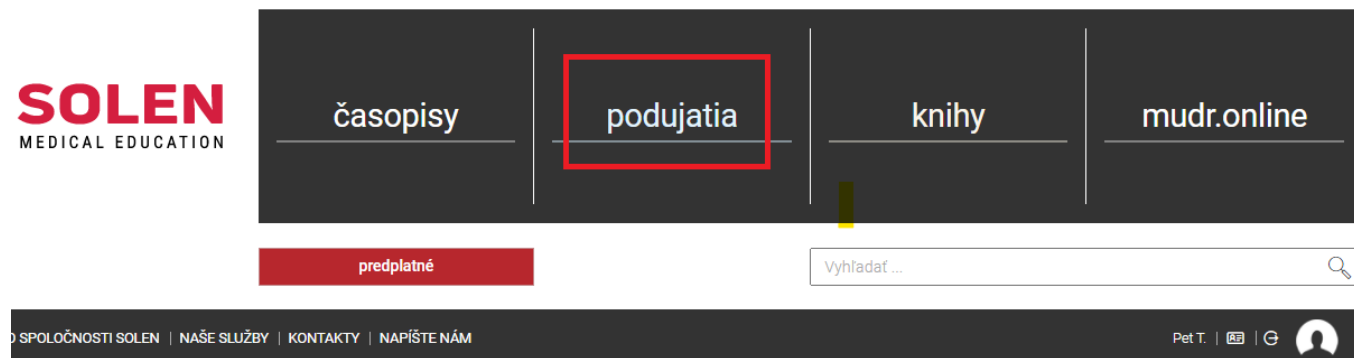 SOLEN
MEDICAL EDUCATION
časopisy
podujatia
knihy
mudr.online
predplatné
Vyhľadať ...
O SPOLOČNOSTI SOLEN | NAŠE SLUŽBY | KONTAKTY | NAPÍŠTE NÁM
Pet T.